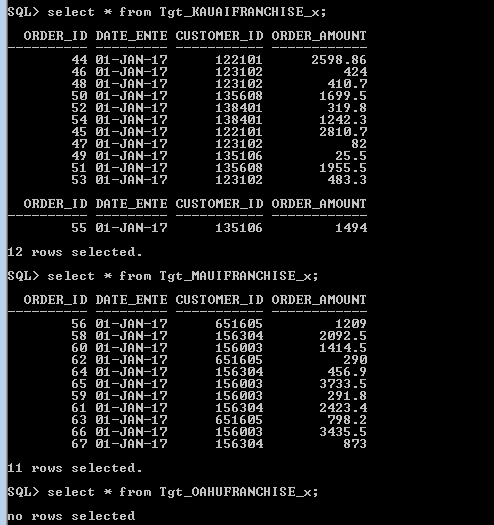 SQL> select * from Tgt_KAUAIFRANCHISE_x;
ORDER_ID DATE_ENTE CUSTOMER_ID ORDER_AMOUNT
44 01-JAN-17 122101 2598.86
46 01-JAN-17 123102 424
48 01-JAN-17 123102 410.7
50 01-JAN-17 135608 1699.5
52 01-JAN-17 138401 319.8
54 01-JAN-17 138401 1242.3
45 01-JAN-17 122101 2810.7
47 01-JAN-17 123102 82
49 01-JAN-17 135106 25.5
51 01-JAN-17 135608 1955.5
53 01-JAN-17 123102 483.3
ORDER_ID DATE_ENTE CUSTOMER_ID ORDER_AMOUNT
55 01-JAN-17 135106 1494
12 rows selected.
SQL> select * from Tgt_MAUIFRANCHISE_x;
ORDER_ID DATE_ENTE CUSTOMER_ID ORDER_AMOUNT
56 01-JAN-17 651605 1209
58 01-JAN-17 156304 2092.5
60 01-JAN-17 156003 1414.5
62 01-JAN-17 651605 290
64 01-JAN-17 156304 456.9
65 01-JAN-17 156003 3733.5
59 01-JAN-17 156003 291.8
61 01-JAN-17 156304 2423.4
63 01-JAN-17 651605 798.2
66 01-JAN-17 156003 3435.5
67 01-JAN-17 156304 873
11 rows selected.
SQL> select * from Tgt_OAHUFRANCHISE_x;
no rows selected